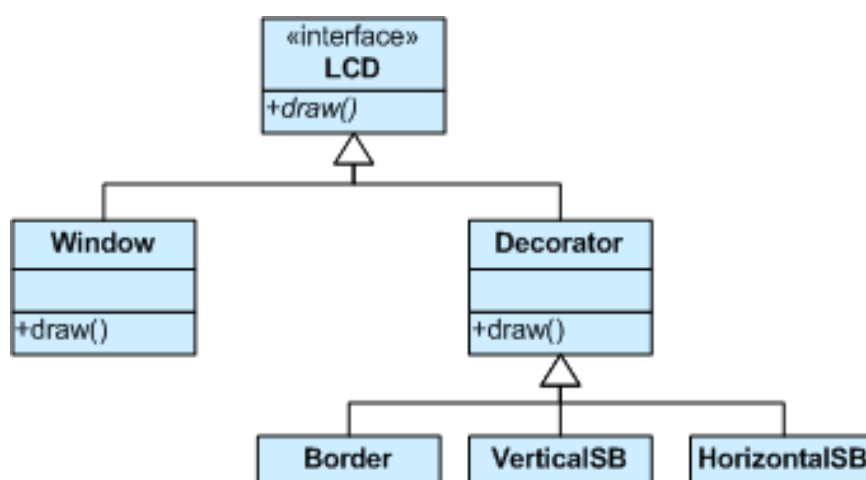 «interface»
LCD
+draw()
Window
Decorator
+draw()
+draw()
Border
VerticalSB
HorizontalSB